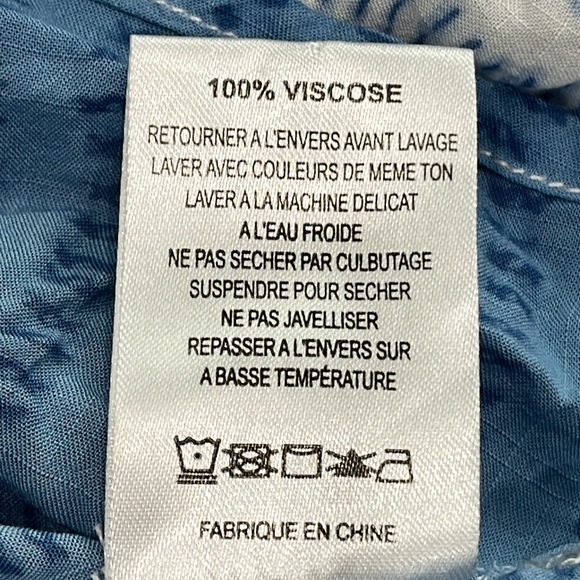 100% VISCOSE
RETOURNER A L'ENVERS AVANT LAVAGE
LAVER AVEC COULEURS DE MEME TON
LAVER A LA MACHINE DELICAT
A L'EAU FROIDE
NE PAS SECHER PAR CULBUTAGE
SUSPENDRE POUR SECHER
NE PAS JAVELLISER
REPASSER A L'ENVERS SUR
A BASSE TEMPÉRATURE
FABRIQUE EN CHINE